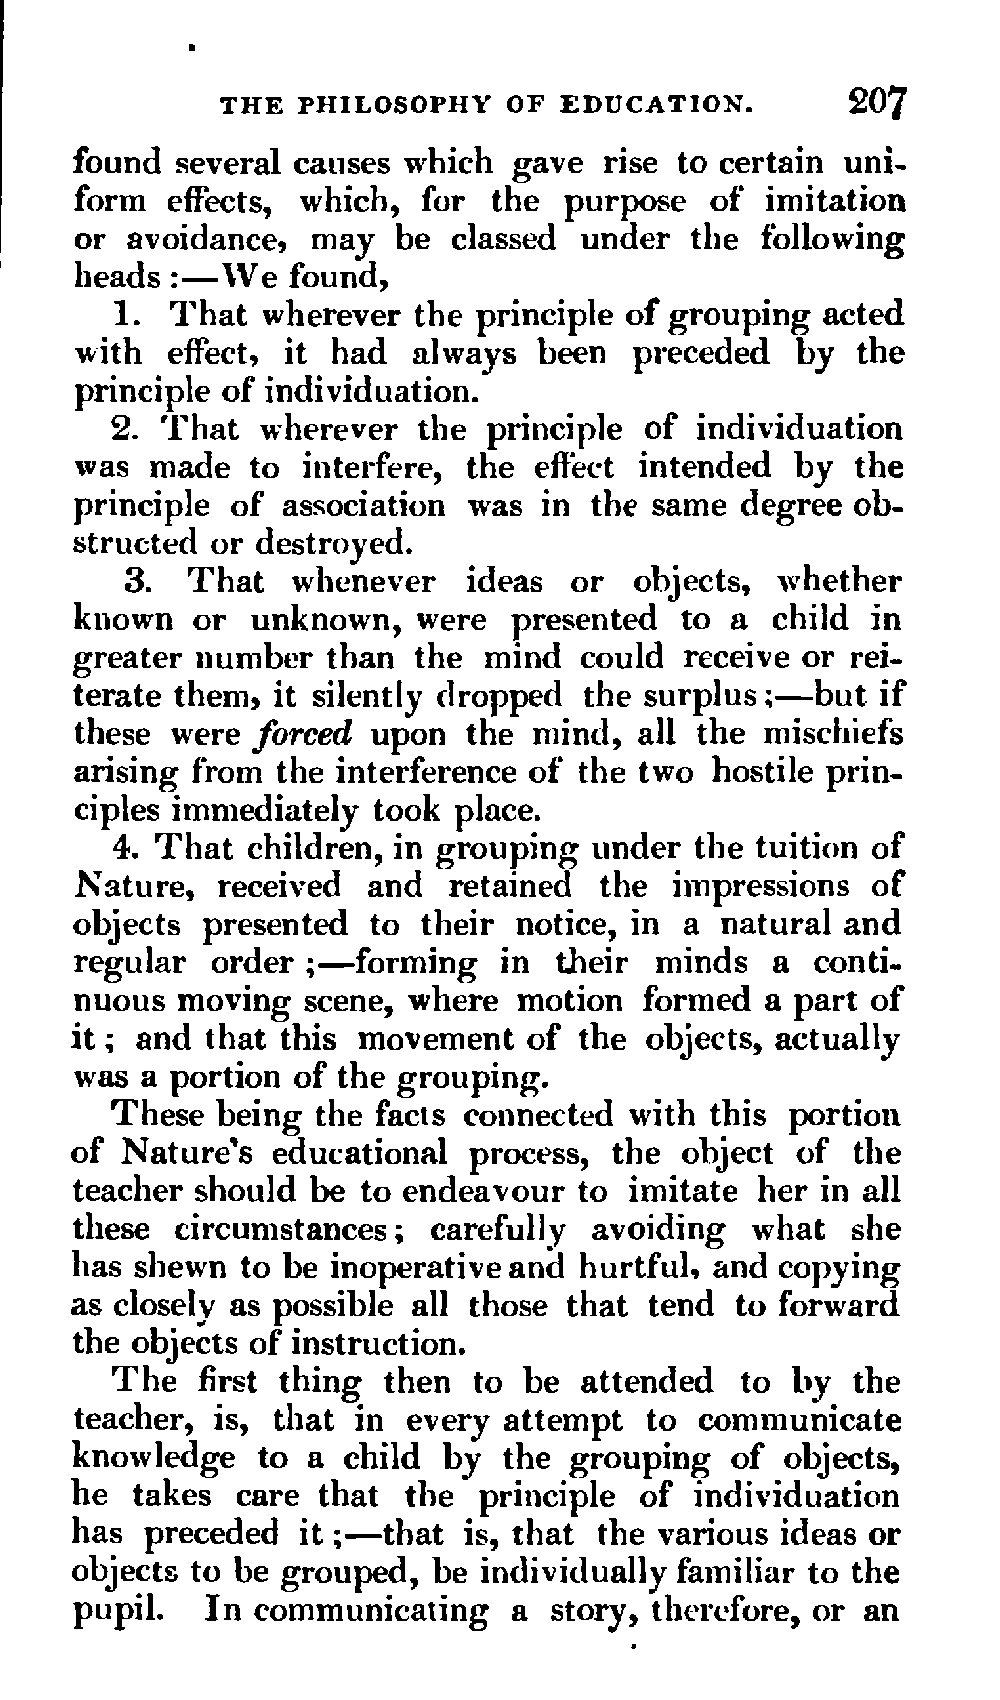 THE PHILOSOPHY OF EDUCATION. 207
found several causes which gave rise to certain uni-
form effects, which, for the purpose of imitation
or avoidance, may be classed under the following
heads :—We found,
1. That wherever the principle of grouping acted
with effect, it had always been preceded by the
principle of individuation.
2. That wherever the principle of individuation
was made to interfere, the effect intended by the
principle of association was in the same degree ob-
structed or destroyed.
3. That whenever ideas or objects, whether
known or unknown, were presented to a child in
greater number than the mind could receive or rei-
terate them, it silently dropped the surplus;—but if
these were forced upon the mind, all the mischiefs
arising from the interference of the two hostile prin-
ciples immediately took place.
4. That children, in grouping under the tuition of
Nature, received and retained the impressions of
objects presented to their notice, in a natural and
regular order ;—forming in their minds a conti-
nuous moving scene, where motion formed a part of
it ; and that this movement of the objects, actually
was a portion of the grouping.
These being the facts connected with this portion
of Nature's educational process, the object of the
teacher should be to endeavour to imitate her in all
these circumstances; carefully avoiding what she
has shewn to be inoperative and hurtful, and copying
as closely as possible all those that tend to forward
the objects of instruction.
The first thing then to be attended to by the
teacher, is, that in every attempt to communicate
knowledge to a child by the grouping of objects,
he takes care that the principle of individuation
has preceded it ;—that is, that the various ideas or
objects to be grouped, be individually familiar to the
pupil. In communicating a story, therefore, or an